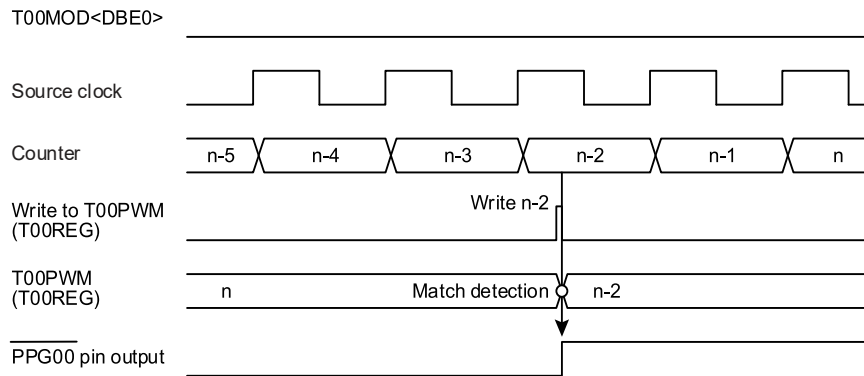 T00MOD<DBE0>
Source clock
Counter
n-5 n-4 n-3 n-2 n-1 n
Write to T00PWM
(T00REG)
Write n-2
T00PWM
(T00REG)
n Match detection n-2
PPG00 pin output